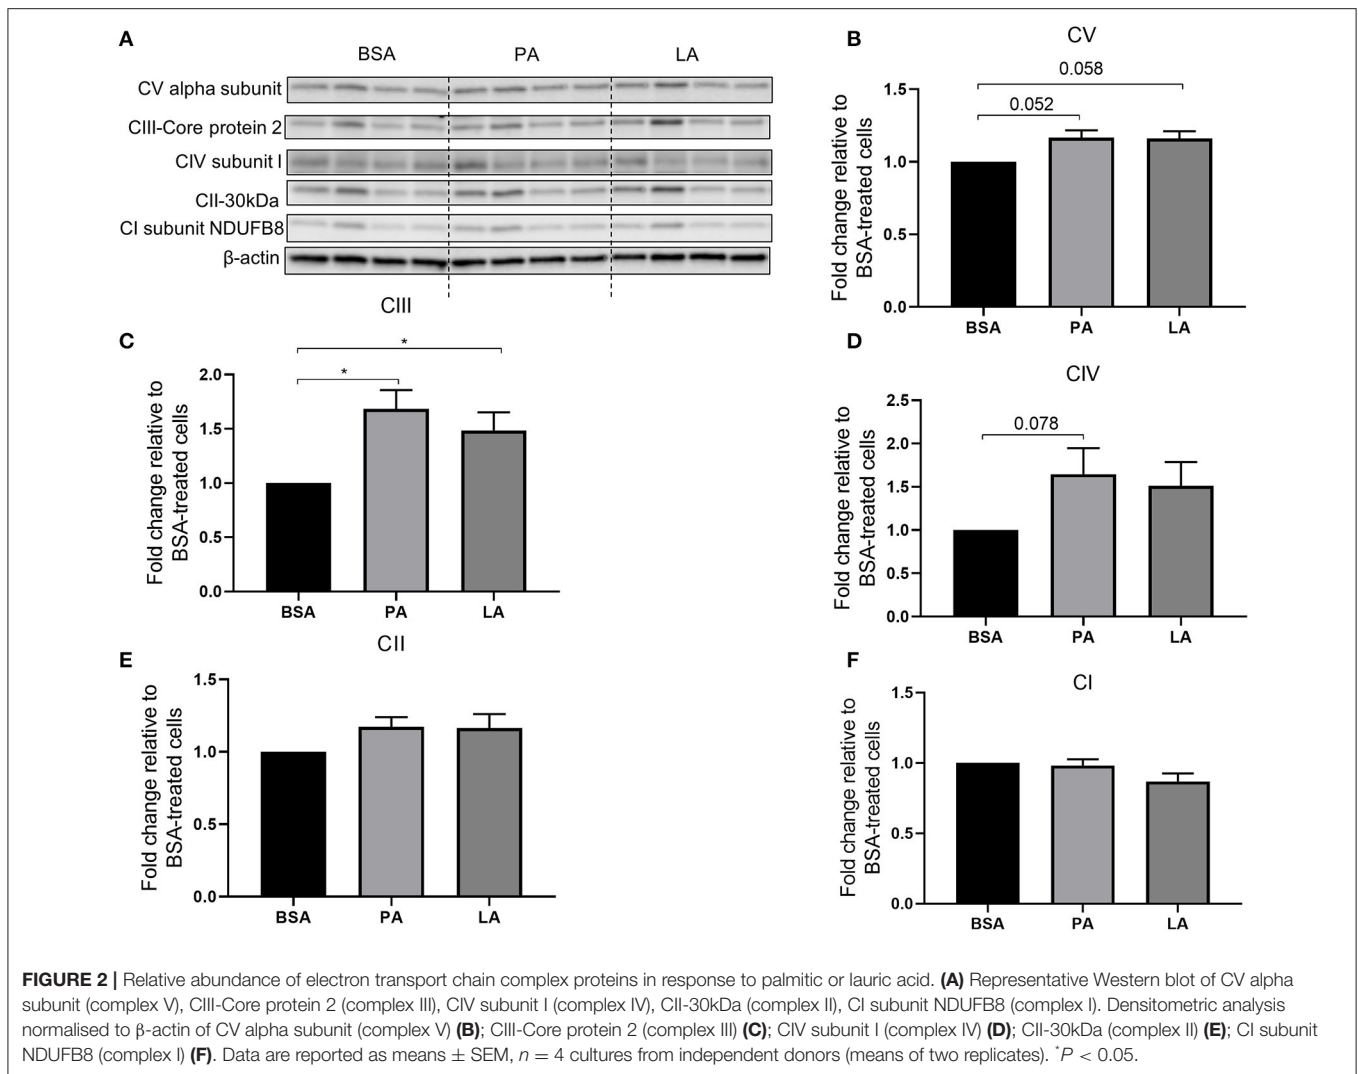 A
BSA PA LA
CV alpha subunit
CIII-Core protein 2
CIV subunit I
CII-30kDa
CI subunit NDUFB8
β-actin
B
CV
0.058
0.052
Fold change relative to
BSA-treated cells
1.5
1.0
0.5
0.0
BSA PA LA
C
CIII
*
*
Fold change relative to
BSA-treated cells
2.0
1.5
1.0
0.5
0.0
BSA PA LA
D
CIV
0.078
Fold change relative to
BSA-treated cells
2.5
2.0
1.5
1.0
0.5
0.0
BSA PA LA
E
CII
Fold change relative to
BSA-treated cells
1.5
1.0
0.5
0.0
BSA PA LA
F
CI
Fold change relative to
BSA-treated cells
1.5
1.0
0.5
0.0
BSA PA LA
FIGURE 2 | Relative abundance of electron transport chain complex proteins in response to palmitic or lauric acid. (A) Representative Western blot of CV alpha
subunit (complex V), CIII-Core protein 2 (complex III), CIV subunit I (complex IV), CII-30kDa (complex II), CI subunit NDUFB8 (complex I). Densitometric analysis
normalised to β-actin of CV alpha subunit (complex V) (B); CIII-Core protein 2 (complex III) (C); CIV subunit I (complex IV) (D); CII-30kDa (complex II) (E); CI subunit
NDUFB8 (complex I) (F). Data are reported as means ± SEM, n = 4 cultures from independent donors (means of two replicates). *P < 0.05.